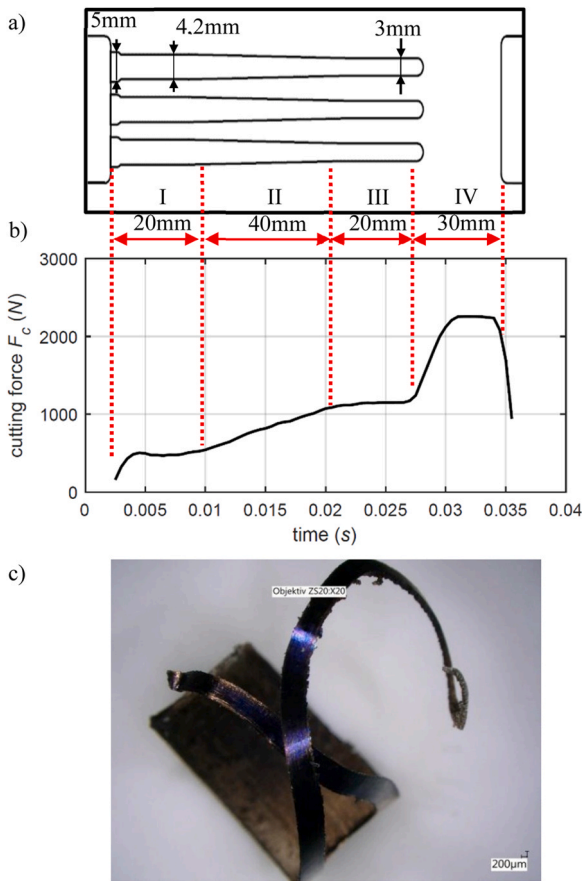 a)
5mm
4,2mm
3mm
I
II
III
IV
20mm
40mm
20mm
30mm
b)
3000
2000
1000
0
cutting force Fc (N)
0
0.005
0.01
0.015
0.02
0.025
0.03
0.035
0.04
time (s)
c)
Objektiv ZS20:X20
200µm